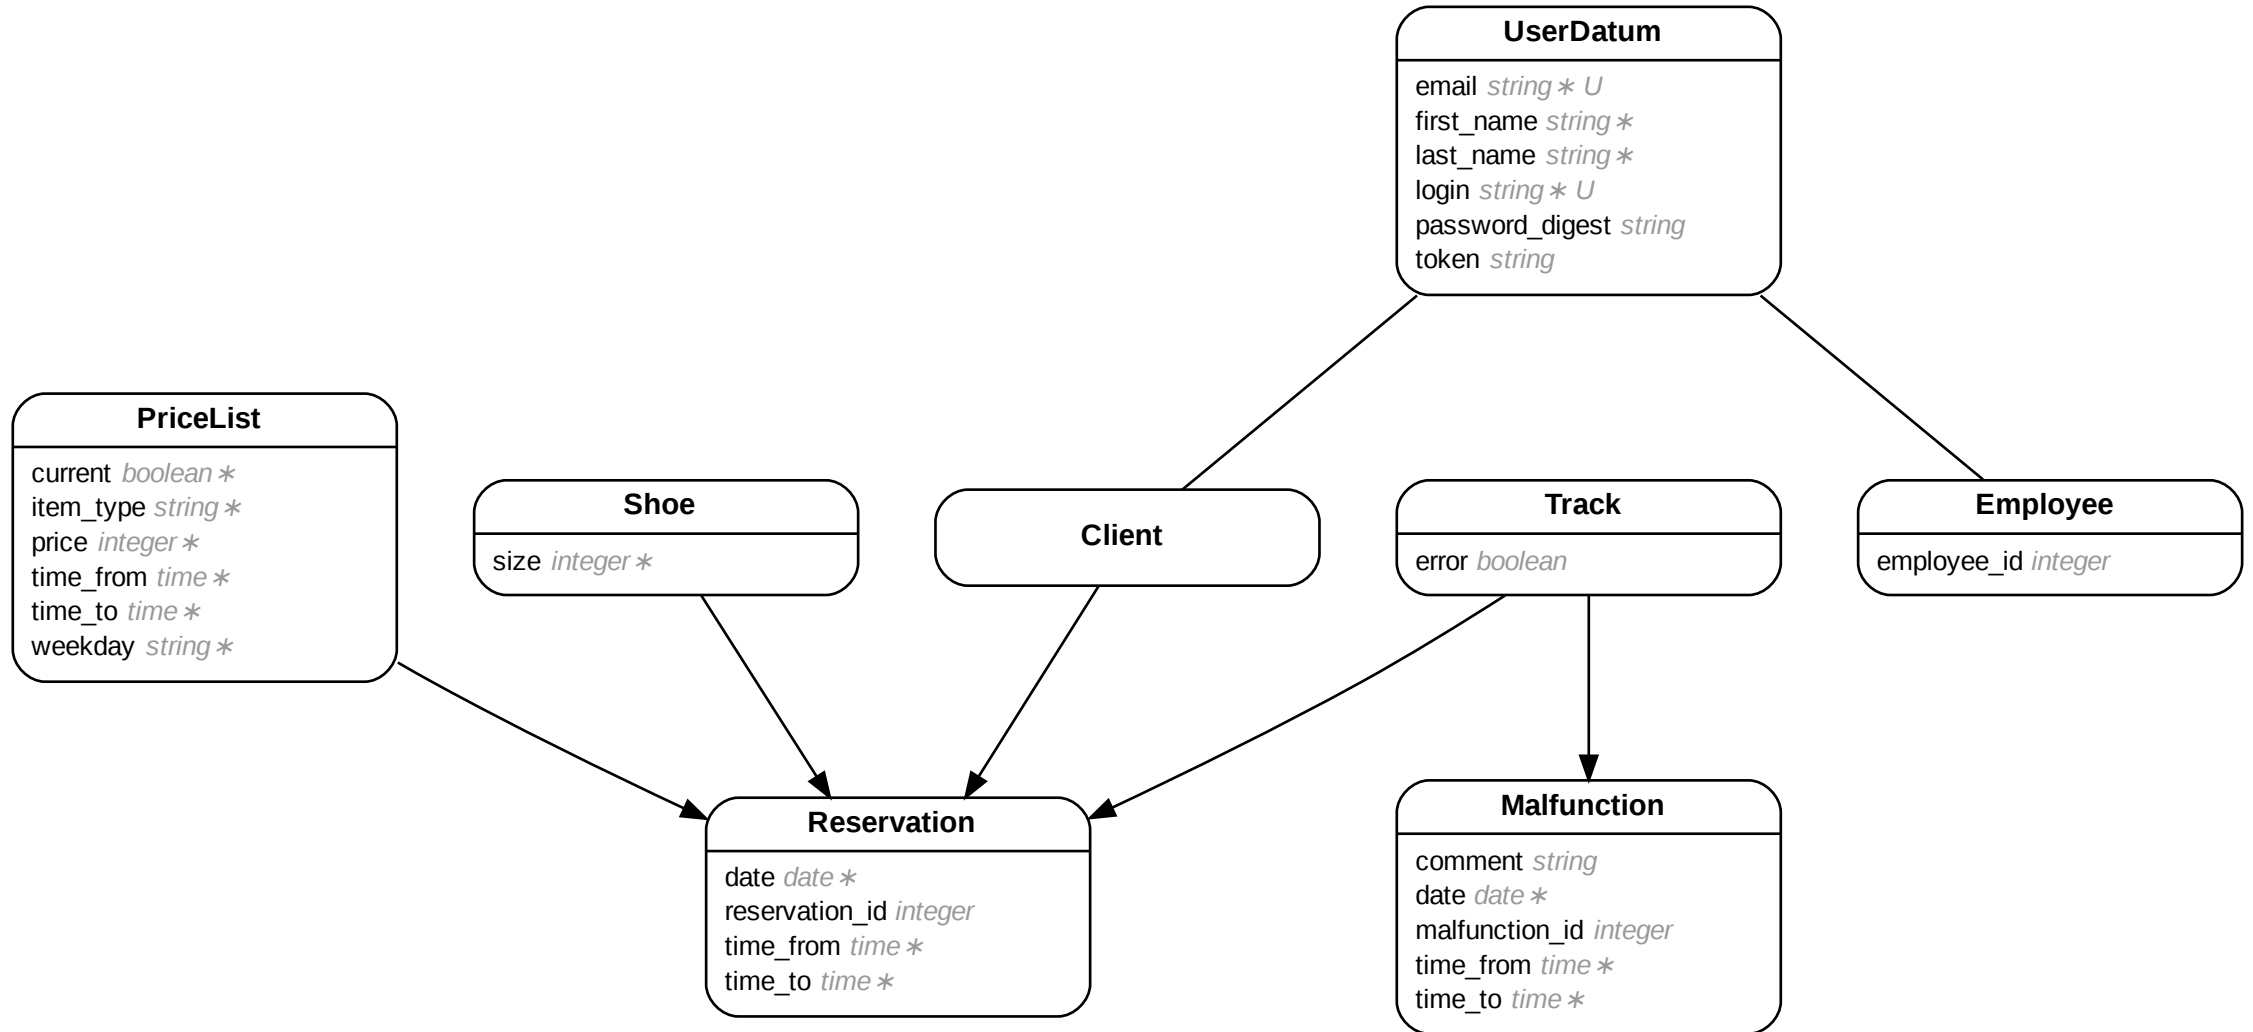 UserDatum
email string ∗ U
first_name string ∗
last_name string ∗
login string ∗ U
password_digest string
token string
PriceList
current boolean ∗
item_type string ∗
price integer ∗
time_from time ∗
time_to time ∗
weekday string ∗
Shoe
size integer ∗
Client
Track
error boolean
Employee
employee_id integer
Reservation
date date ∗
reservation_id integer
time_from time ∗
time_to time ∗
Malfunction
comment string
date date ∗
malfunction_id integer
time_from time ∗
time_to time ∗